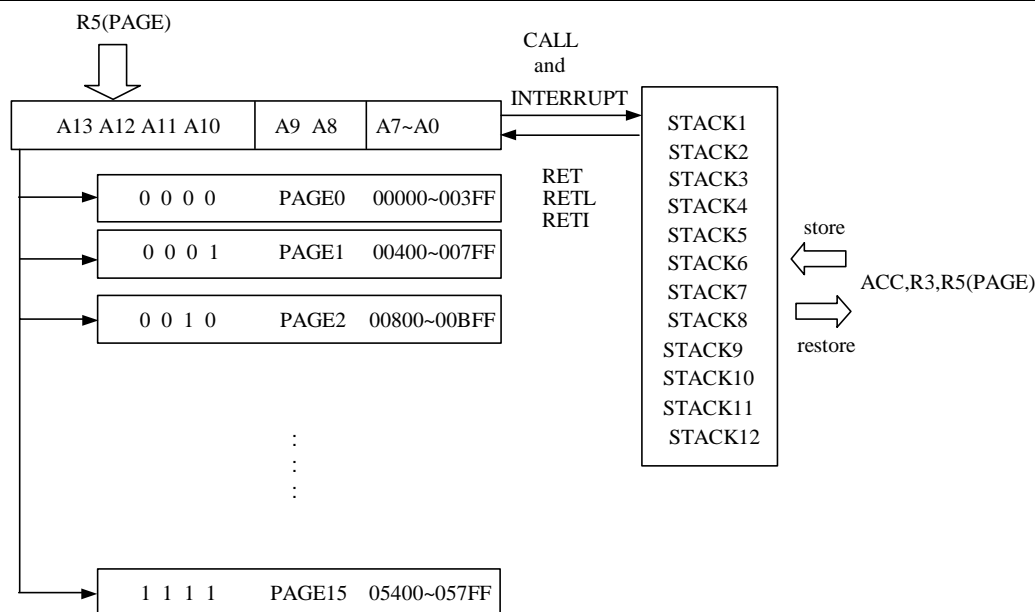 R5(PAGE)
CALL
and
INTERRUPT
A13 A12 A11 A10 A9 A8 A7~A0
RET
RETL
RETI
0 0 0 0 PAGE0 00000~003FF
0 0 0 1 PAGE1 00400~007FF
0 0 1 0 PAGE2 00800~00BFF
:
:
:
1 1 1 1 PAGE15 05400~057FF
STACK1
STACK2
STACK3
STACK4
STACK5
STACK6
STACK7
STACK8
STACK9
STACK10
STACK11
STACK12
store
ACC,R3,R5(PAGE)
restore